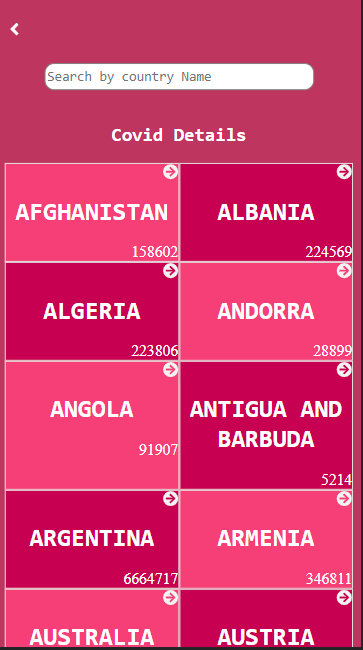 Search by country Name
Covid Details
AFGHANISTAN
158602
ALBANIA
224569
ALGERIA
223806
ANDORRA
28899
ANGOLA
91907
ANTIGUA AND
BARBUDA
5214
ARGENTINA
6664717
ARMENIA
346811
AUSTRALIA
AUSTRIA